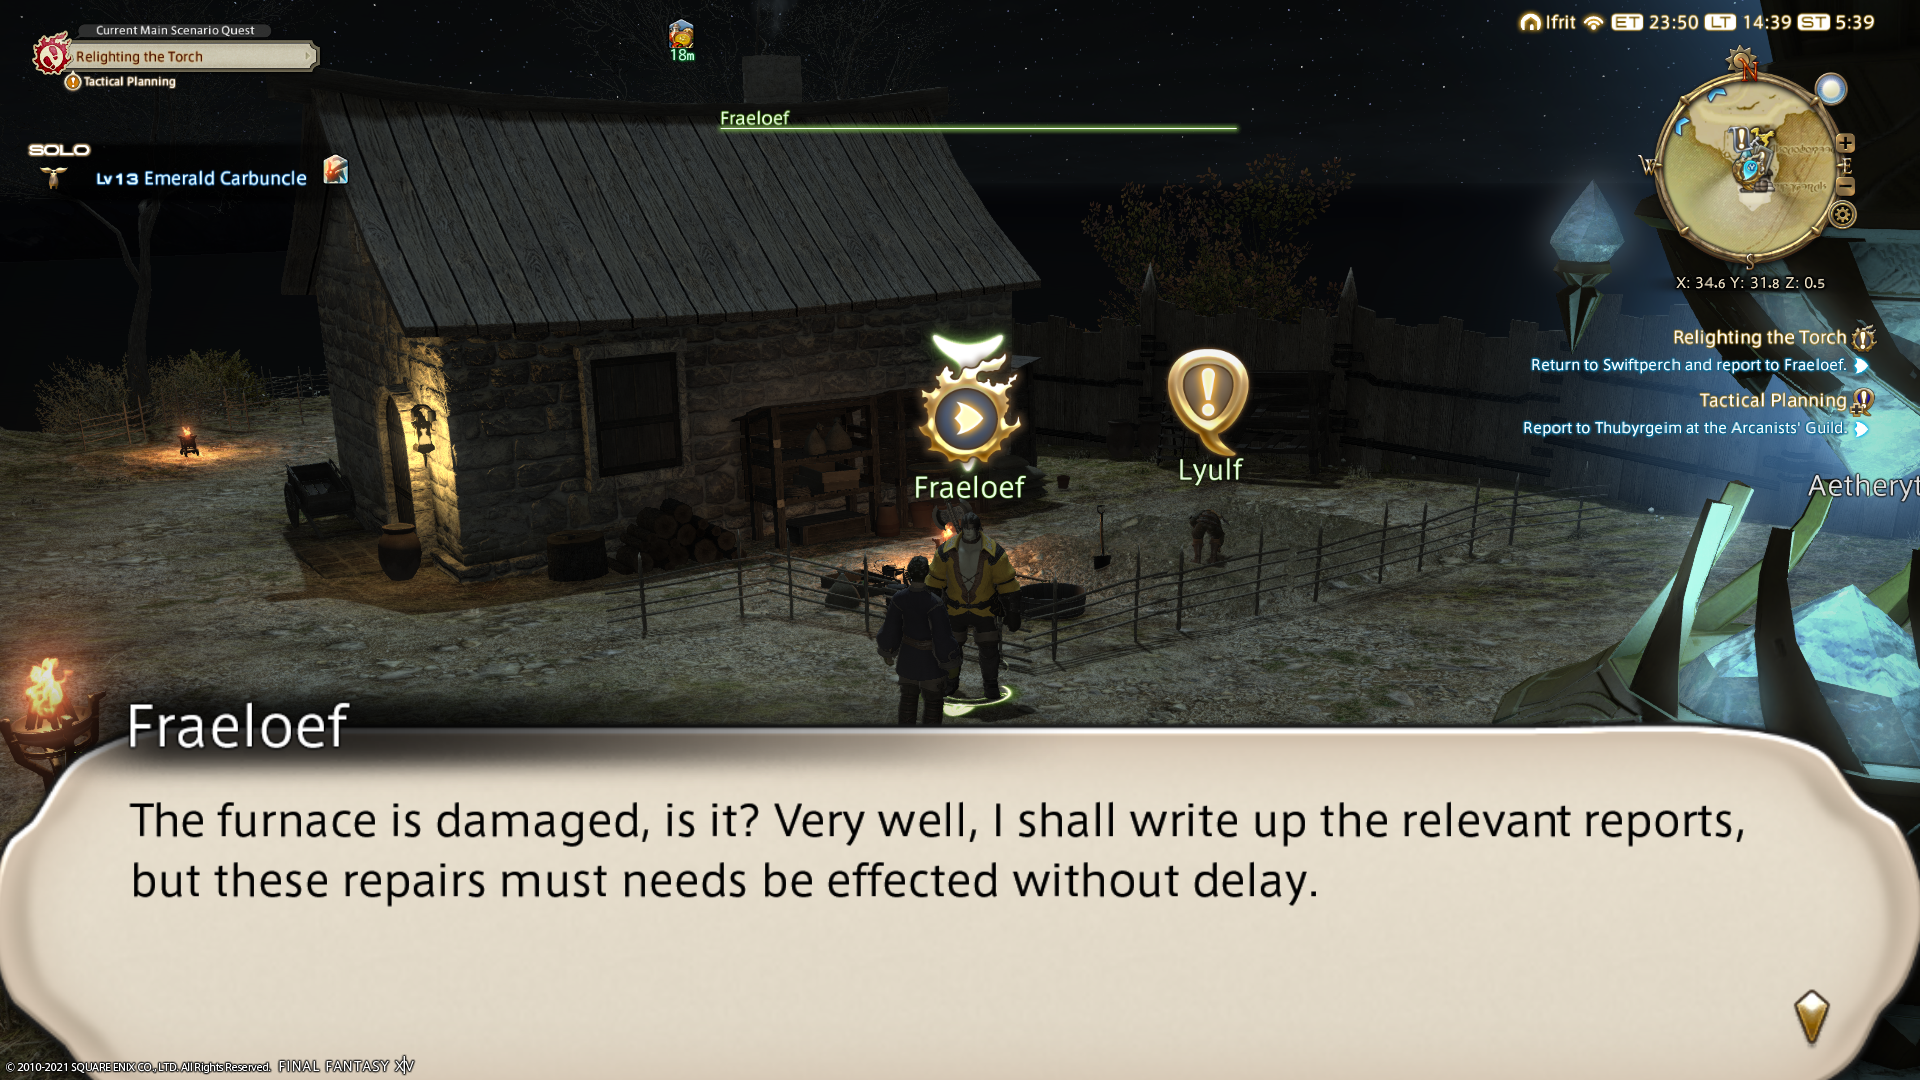 Current Main Scenario Quest
Relighting the Torch
Tactical Planning
18m
Ifrit ET 23:50 LT 14:39 ST 5:39
Fraeloef
SOLO
Lv13 Emerald Carbuncle
N
W
E
S
X: 34.6 Y: 31.8 Z: 0.5
Relighting the Torch
Return to Swiftperch and report to Fraeloef.
Tactical Planning
Report to Thubyrgeim at the Arcanists' Guild.
Fraeloef
Lyulf
Aetheryt
Fraeloef
The furnace is damaged, is it? Very well, I shall write up the relevant reports,
but these repairs must needs be effected without delay.
© 2010-2021 SQUARE ENIX CO., LTD. All Rights Reserved. FINAL FANTASY XIV